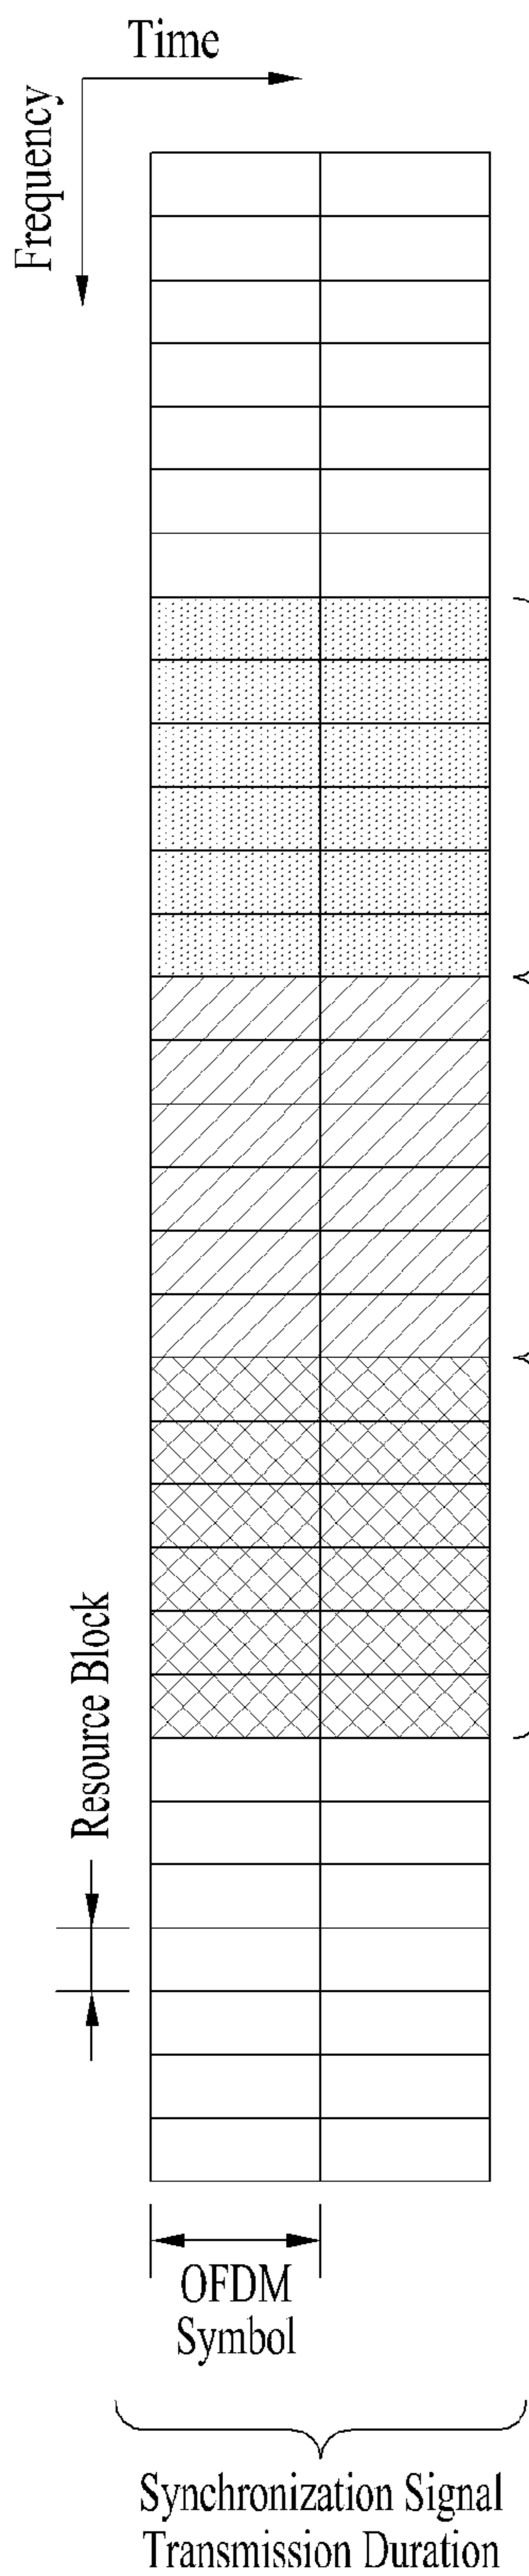 Time
Frequency
Resource Block
OFDM
Symbol
Synchronization Signal
Transmission Duration